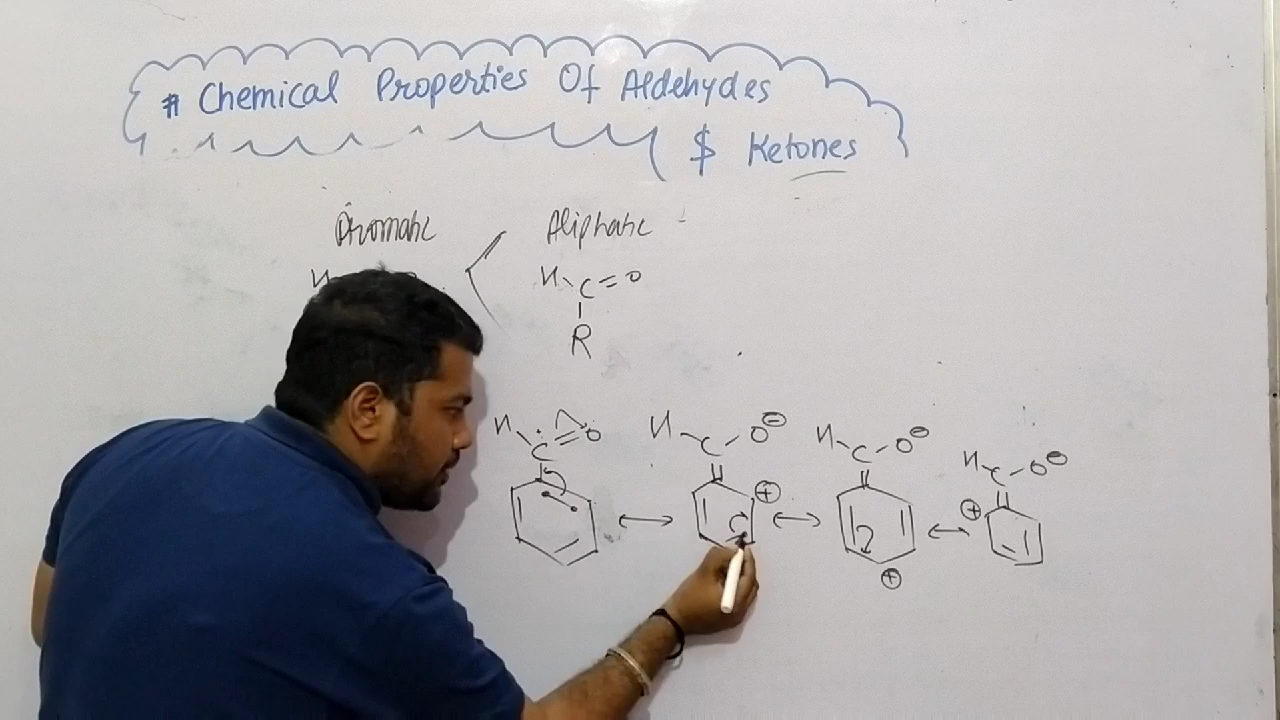 # Chemical Properties Of Aldehydes
$ Ketones
Aromatic < Aliphatic
H C = O
R
H C = O
H C - O ⊖
H C - O ⊖
H C - O ⊖
⊕
⊕
⊕